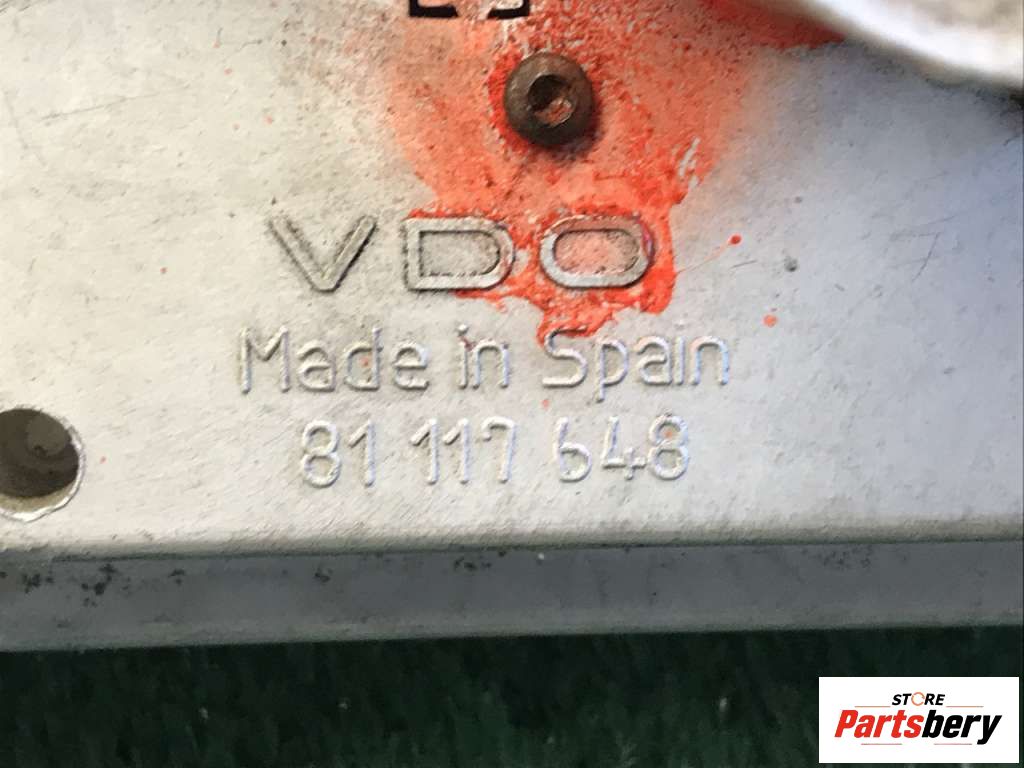 VDO
Made in Spain
81 117 648
STORE
Partsbery